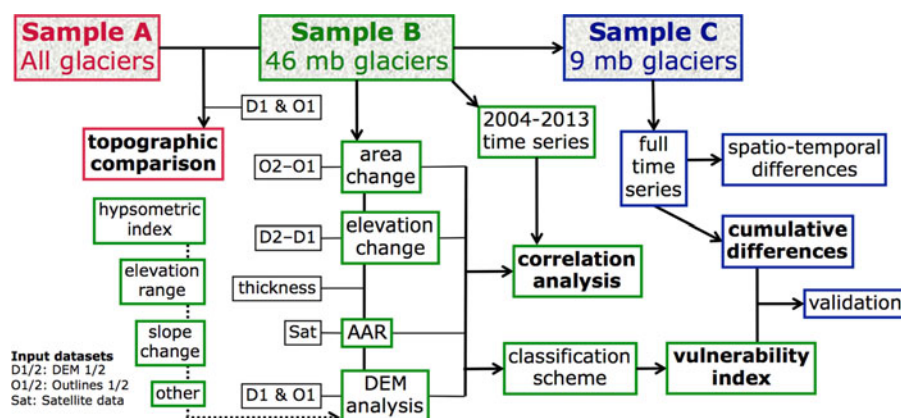 Sample A
All glaciers
Sample B
46 mb glaciers
Sample C
9 mb glaciers
D1 & O1
topographic
comparison
2004-2013
time series
full
time
series
spatio-temporal
differences
O2–O1
area
change
hypsometric
index
D2–D1
elevation
change
cumulative
differences
correlation
analysis
elevation
range
thickness
validation
slope
change
Sat
AAR
classification
scheme
vulnerability
index
other
D1 & O1
DEM
analysis
Input datasets
D1/2: DEM 1/2
O1/2: Outlines 1/2
Sat: Satellite data